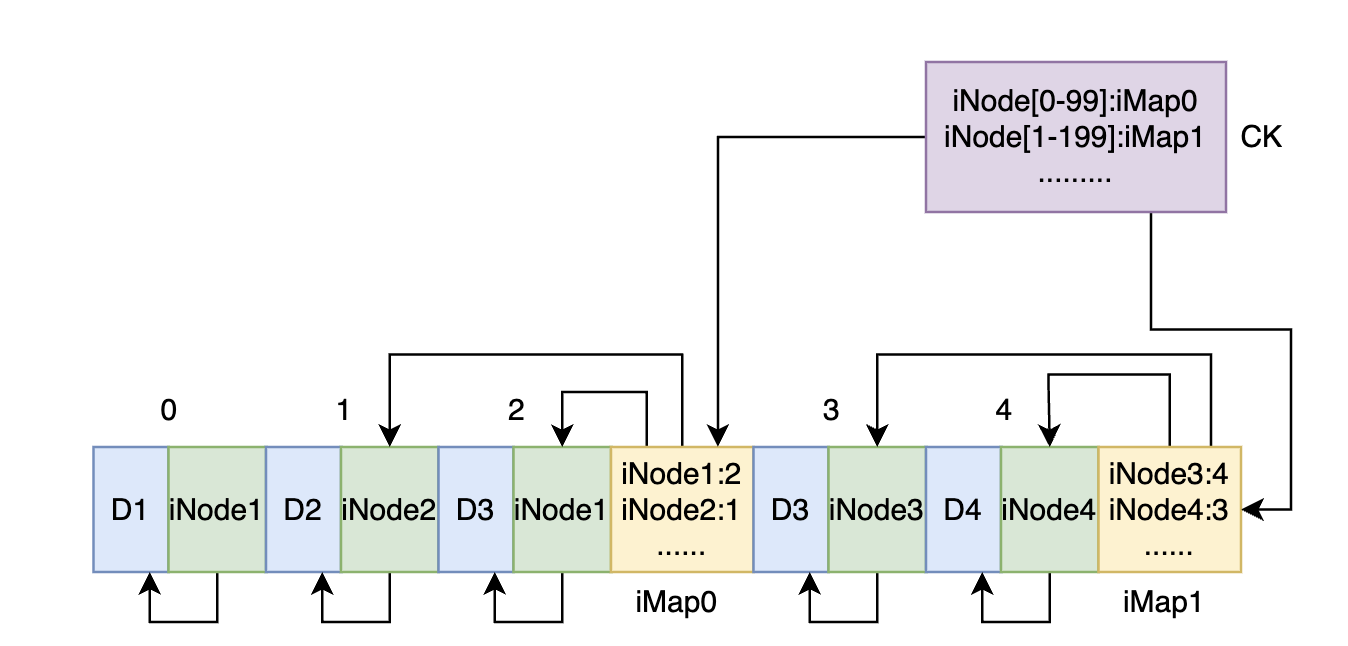 iNode[0-99]:iMap0
iNode[1-199]:iMap1
.........
CK
0
1
2
3
4
D1
iNode1
D2
iNode2
D3
iNode1
iNode1:2
iNode2:1
......
D3
iNode3
D4
iNode4
iNode3:4
iNode4:3
......
iMap0
iMap1